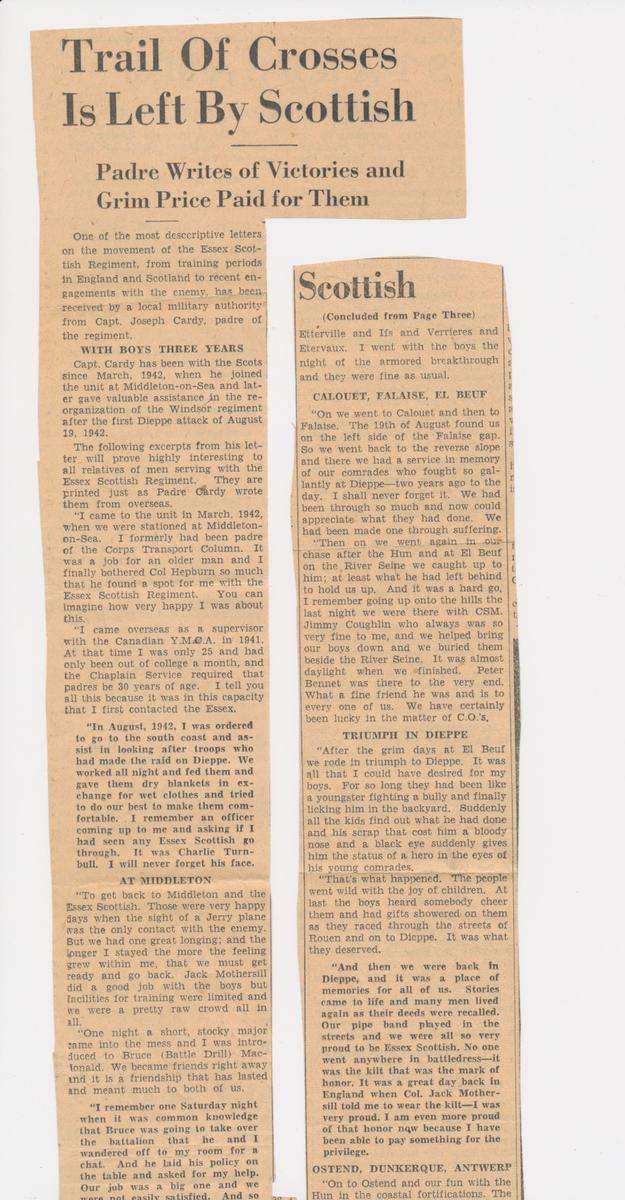 Trail Of Crosses
Is Left By Scottish
Padre Writes of Victories and
Grim Price Paid for Them
One of the most desccriptive letters
on the movement of the Essex Scot-
tish Regiment, from training periods
in England and Scotland to recent en-
gagements with the enemy, has been
received by a local military authority
from Capt. Joseph Cardy, padre of
the regiment.
WITH BOYS THREE YEARS
Capt. Cardy has been with the Scots
since March, 1942, when he joined
the unit at Middleton-on-Sea and lat-
er gave valuable assistance in the re-
organization of the Windsor regiment
after the first Dieppe attack of August
19, 1942.
The following excerpts from his let-
ter will prove highly interesting to
all relatives of men serving with the
Essex Scottish Regiment. They are
printed just as Padre Cardy wrote
them from overseas.
"I came to the unit in March, 1942,
when we were stationed at Middleton-
on-Sea. I formerly had been padre
of the Corps Transport Column. It
was a job for an older man and I
finally bothered Col Hepburn so much
that he found a spot for me with the
Essex Scottish Regiment. You can
imagine how very happy I was about
this.
"I came overseas as a supervisor
with the Canadian Y.M.C.A. in 1941.
At that time I was only 25 and had
only been out of college a month, and
the Chaplain Service required that
padres be 30 years of age. I tell you
all this because it was in this capacity
that I first contacted the Essex.
"In August, 1942, I was ordered
to go to the south coast and as-
sist in looking after troops who
had made the raid on Dieppe. We
worked all night and fed them and
gave them dry blankets in ex-
change for wet clothes and tried
to do our best to make them com-
fortable. I remember an officer
coming up to me and asking if I
had seen any Essex Scottish go
through. It was Charlie Turn-
bull. I will never forget his face.
AT MIDDLETON
"To get back to Middleton and the
Essex Scottish. Those were very happy
days when the sight of a Jerry plane
was the only contact with the enemy.
But we had one great longing; and the
longer I stayed the more the feeling
grew within me, that we must get
ready and go back. Jack Mothersill
did a good job with the boys but
facilities for training were limited and
we were a pretty raw crowd all in
all.
"One night a short, stocky major
came into the mess and I was intro-
duced to Bruce (Battle Drill) Mac-
donald. We became friends right away
and it is a friendship that has lasted
and meant much to both of us.
"I remember one Saturday night
when it was common knowledge
that Bruce was going to take over
the battalion that he and I
wandered off to my room for a
chat. And he laid his policy on
the table and asked for my help.
Our job was a big one and we
were not easily satisfied. And so
Scottish
(Concluded from Page Three)
Etterville and Ifs and Verrieres and
Etervaux. I went with the boys the
night of the armored breakthrough
and they were fine as usual.
CALOUET, FALAISE, EL BEUF
"On we went to Calouet and then to
Falaise. The 19th of August found us
on the left side of the Falaise gap.
So we went back to the reverse slope
and there we had a service in memory
of our comrades who fought so gal-
lantly at Dieppe—two years ago to the
day. I shall never forget it. We had
been through so much and now could
appreciate what they had done. We
had been made one through suffering.
"Then on we went again in our
chase after the Hun and at El Beuf
on the River Seine we caught up to
him; at least what he had left behind
to hold us up. And it was a hard go.
I remember going up onto the hills the
last night we were there with CSM.
Jimmy Coughlin who always was so
very fine to me, and we helped bring
our boys down and we buried them
beside the River Seine. It was almost
daylight when we finished. Peter
Bennet was there to the very end.
What a fine friend he was and is to
every one of us. We have certainly
been lucky in the matter of C.O.'s.
TRIUMPH IN DIEPPE
"After the grim days at El Beuf
we rode in triumph to Dieppe. It was
all that I could have desired for my
boys. For so long they had been like
a youngster fighting a bully and finally
licking him in the backyard. Suddenly
all the kids find out what he had done
and his scrap that cost him a bloody
nose and a black eye suddenly gives
him the status of a hero in the eyes of
his young comrades.
"That's what happened. The people
went wild with the joy of children. At
last the boys heard somebody cheer
them and had gifts showered on them
as they raced through the streets of
Rouen and on to Dieppe. It was what
they deserved.
"And then we were back in
Dieppe, and it was a place of
memories for all of us. Stories
came to life and many men lived
again as their deeds were recalled.
Our pipe band played in the
streets and we were all so very
proud to be Essex Scottish. No one
went anywhere in battledress—it
was the kilt that was the mark of
honor. It was a great day back in
England when Col. Jack Mother-
sill told me to wear the kilt—I was
very proud. I am even more proud
of that honor now because I have
been able to pay something for the
privilege.
OSTEND, DUNKERQUE, ANTWERP
"On to Ostend and our fun with the
Hun in the coastal fortifications. The